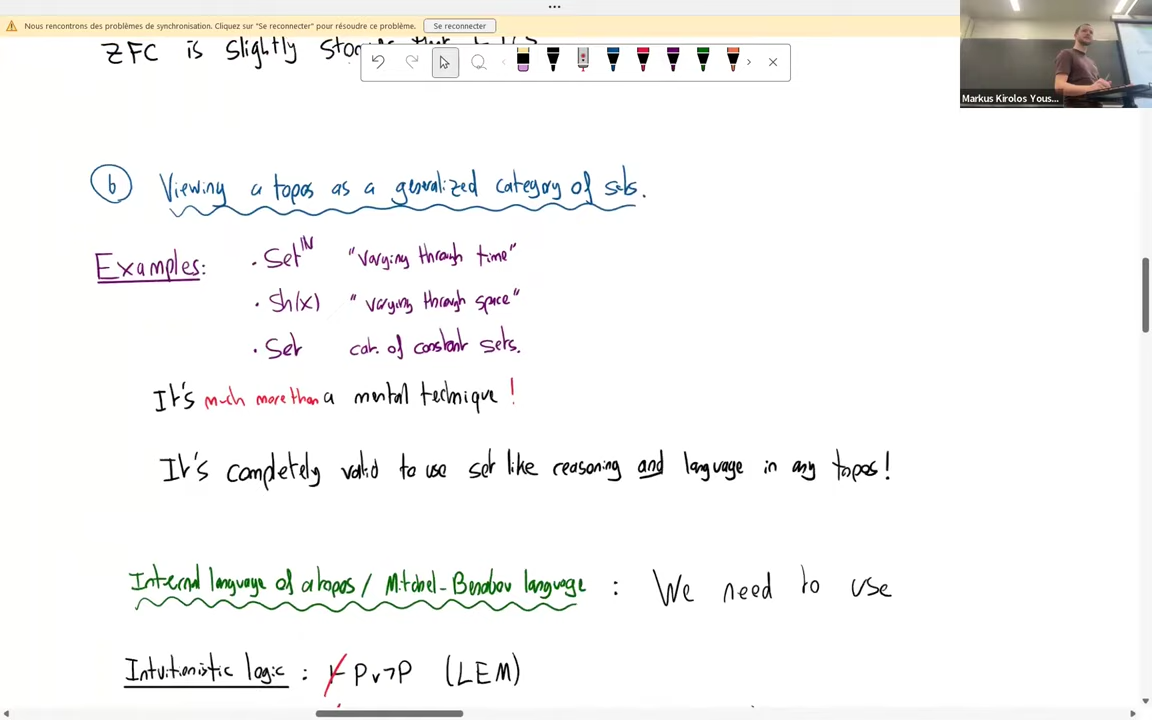 Nous rencontrons des problèmes de synchronisation. Cliquez sur "Se reconnecter" pour résoudre ce problème. Se reconnecter
Markus Kirolos Yous...
ZFC is slightly
b Viewing a topos as a generalized category of sets.
Examples: · Set^ℕ "varying through time"
· Sh(X) "varying through space"
· Set cat. of constant sets.
It's much more than a mental technique!
It's completely valid to use set like reasoning and language in any topos!
Internal language of a topos / Mitchel-Benabou language : We need to use
Intuitionistic logic : ⊬ P∨¬P (LEM)